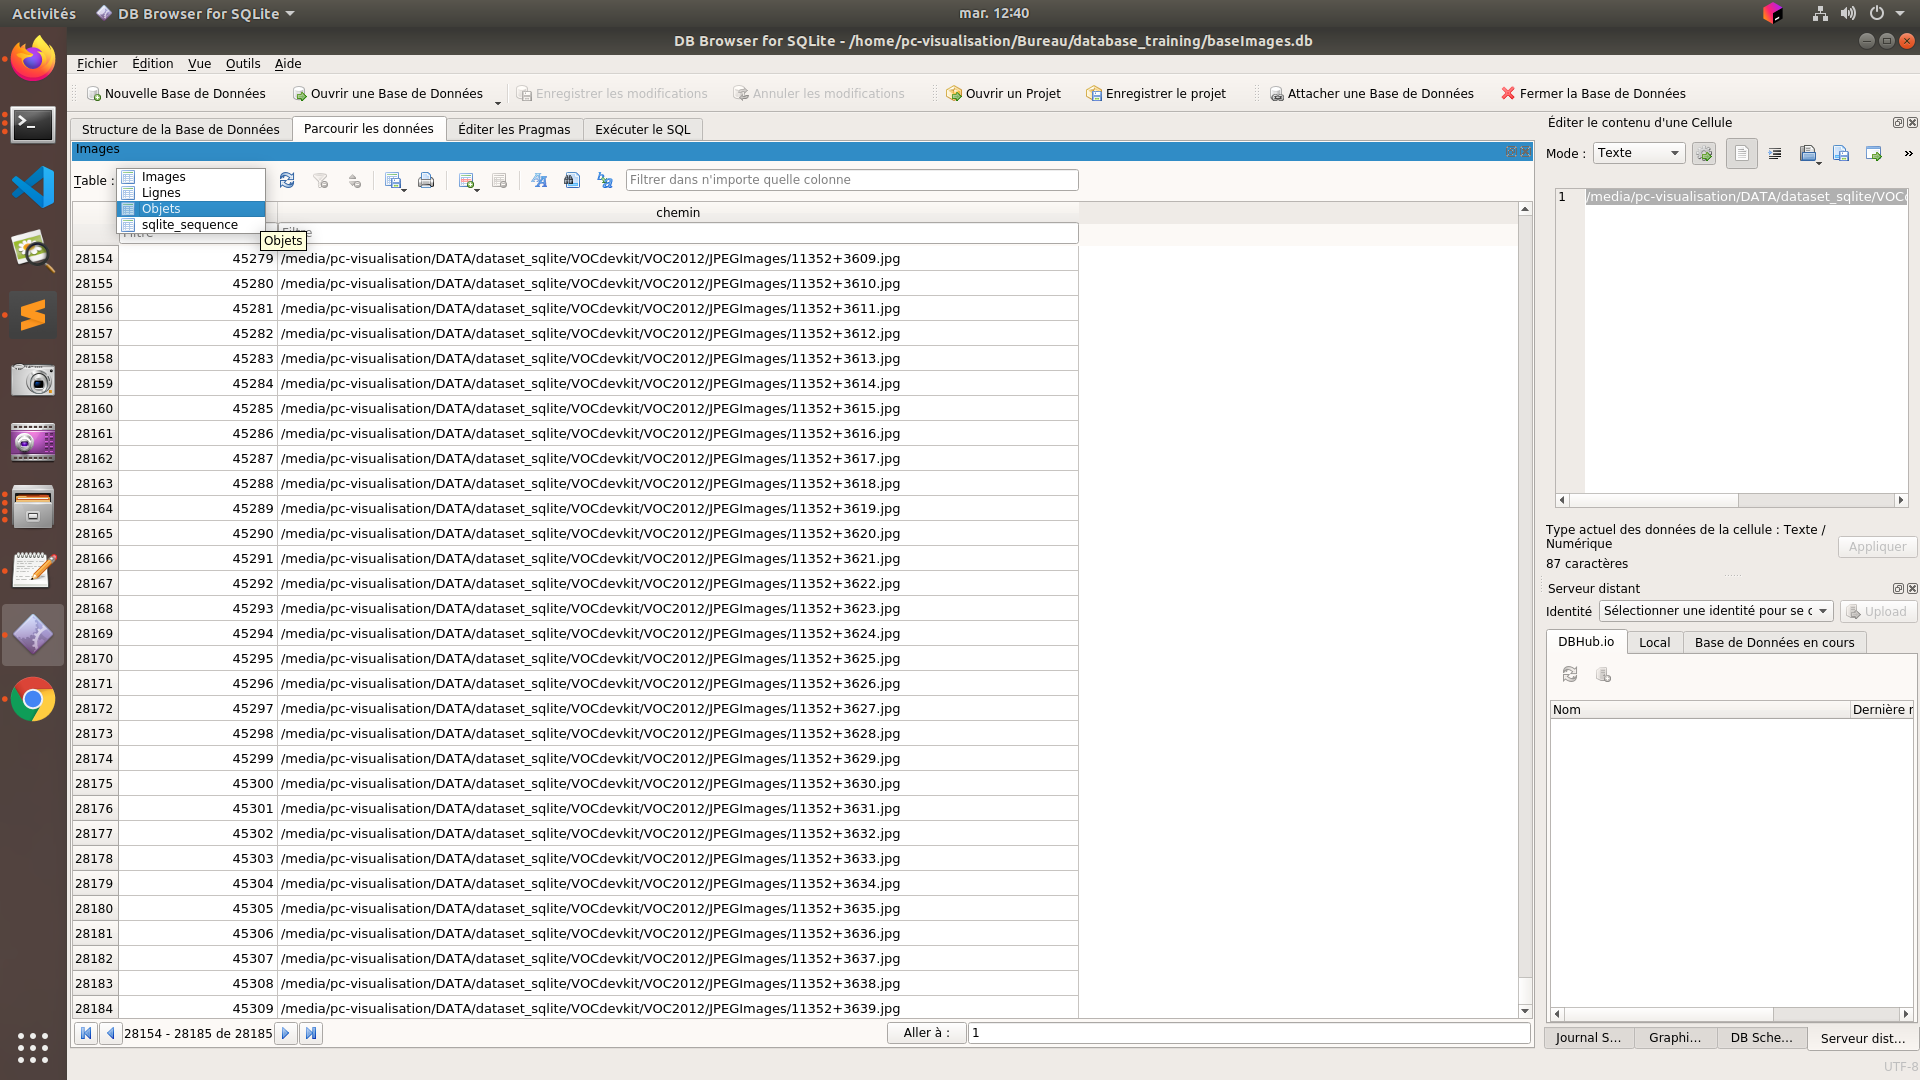 Activités
DB Browser for SQLite
mar. 12:40
DB Browser for SQLite - /home/pc-visualisation/Bureau/database_training/baseImages.db
Fichier Édition Vue Outils Aide
Nouvelle Base de Données Ouvrir une Base de Données Enregistrer les modifications Annuler les modifications Ouvrir un Projet Enregistrer le projet Attacher une Base de Données Fermer la Base de Données
Structure de la Base de Données Parcourir les données Éditer les Pragmas Exécuter le SQL
Images
Table :
Images
Lignes
Objets
sqlite_sequence
Objets
Filtrer dans n'importe quelle colonne
chemin
28154 45279 /media/pc-visualisation/DATA/dataset_sqlite/VOCdevkit/VOC2012/JPEGImages/11352+3609.jpg
28155 45280 /media/pc-visualisation/DATA/dataset_sqlite/VOCdevkit/VOC2012/JPEGImages/11352+3610.jpg
28156 45281 /media/pc-visualisation/DATA/dataset_sqlite/VOCdevkit/VOC2012/JPEGImages/11352+3611.jpg
28157 45282 /media/pc-visualisation/DATA/dataset_sqlite/VOCdevkit/VOC2012/JPEGImages/11352+3612.jpg
28158 45283 /media/pc-visualisation/DATA/dataset_sqlite/VOCdevkit/VOC2012/JPEGImages/11352+3613.jpg
28159 45284 /media/pc-visualisation/DATA/dataset_sqlite/VOCdevkit/VOC2012/JPEGImages/11352+3614.jpg
28160 45285 /media/pc-visualisation/DATA/dataset_sqlite/VOCdevkit/VOC2012/JPEGImages/11352+3615.jpg
28161 45286 /media/pc-visualisation/DATA/dataset_sqlite/VOCdevkit/VOC2012/JPEGImages/11352+3616.jpg
28162 45287 /media/pc-visualisation/DATA/dataset_sqlite/VOCdevkit/VOC2012/JPEGImages/11352+3617.jpg
28163 45288 /media/pc-visualisation/DATA/dataset_sqlite/VOCdevkit/VOC2012/JPEGImages/11352+3618.jpg
28164 45289 /media/pc-visualisation/DATA/dataset_sqlite/VOCdevkit/VOC2012/JPEGImages/11352+3619.jpg
28165 45290 /media/pc-visualisation/DATA/dataset_sqlite/VOCdevkit/VOC2012/JPEGImages/11352+3620.jpg
28166 45291 /media/pc-visualisation/DATA/dataset_sqlite/VOCdevkit/VOC2012/JPEGImages/11352+3621.jpg
28167 45292 /media/pc-visualisation/DATA/dataset_sqlite/VOCdevkit/VOC2012/JPEGImages/11352+3622.jpg
28168 45293 /media/pc-visualisation/DATA/dataset_sqlite/VOCdevkit/VOC2012/JPEGImages/11352+3623.jpg
28169 45294 /media/pc-visualisation/DATA/dataset_sqlite/VOCdevkit/VOC2012/JPEGImages/11352+3624.jpg
28170 45295 /media/pc-visualisation/DATA/dataset_sqlite/VOCdevkit/VOC2012/JPEGImages/11352+3625.jpg
28171 45296 /media/pc-visualisation/DATA/dataset_sqlite/VOCdevkit/VOC2012/JPEGImages/11352+3626.jpg
28172 45297 /media/pc-visualisation/DATA/dataset_sqlite/VOCdevkit/VOC2012/JPEGImages/11352+3627.jpg
28173 45298 /media/pc-visualisation/DATA/dataset_sqlite/VOCdevkit/VOC2012/JPEGImages/11352+3628.jpg
28174 45299 /media/pc-visualisation/DATA/dataset_sqlite/VOCdevkit/VOC2012/JPEGImages/11352+3629.jpg
28175 45300 /media/pc-visualisation/DATA/dataset_sqlite/VOCdevkit/VOC2012/JPEGImages/11352+3630.jpg
28176 45301 /media/pc-visualisation/DATA/dataset_sqlite/VOCdevkit/VOC2012/JPEGImages/11352+3631.jpg
28177 45302 /media/pc-visualisation/DATA/dataset_sqlite/VOCdevkit/VOC2012/JPEGImages/11352+3632.jpg
28178 45303 /media/pc-visualisation/DATA/dataset_sqlite/VOCdevkit/VOC2012/JPEGImages/11352+3633.jpg
28179 45304 /media/pc-visualisation/DATA/dataset_sqlite/VOCdevkit/VOC2012/JPEGImages/11352+3634.jpg
28180 45305 /media/pc-visualisation/DATA/dataset_sqlite/VOCdevkit/VOC2012/JPEGImages/11352+3635.jpg
28181 45306 /media/pc-visualisation/DATA/dataset_sqlite/VOCdevkit/VOC2012/JPEGImages/11352+3636.jpg
28182 45307 /media/pc-visualisation/DATA/dataset_sqlite/VOCdevkit/VOC2012/JPEGImages/11352+3637.jpg
28183 45308 /media/pc-visualisation/DATA/dataset_sqlite/VOCdevkit/VOC2012/JPEGImages/11352+3638.jpg
28184 45309 /media/pc-visualisation/DATA/dataset_sqlite/VOCdevkit/VOC2012/JPEGImages/11352+3639.jpg
28154 - 28185 de 28185
Aller à : 1
Éditer le contenu d'une Cellule
Mode : Texte »
1 /media/pc-visualisation/DATA/dataset_sqlite/VOC
Type actuel des données de la cellule : Texte /
Numérique
Appliquer
87 caractères
Serveur distant
Identité Sélectionner une identité pour se c Upload
DBHub.io Local Base de Données en cours
Nom Dernière
Journal S... Graphi... DB Sche... Serveur dist...
UTF-8